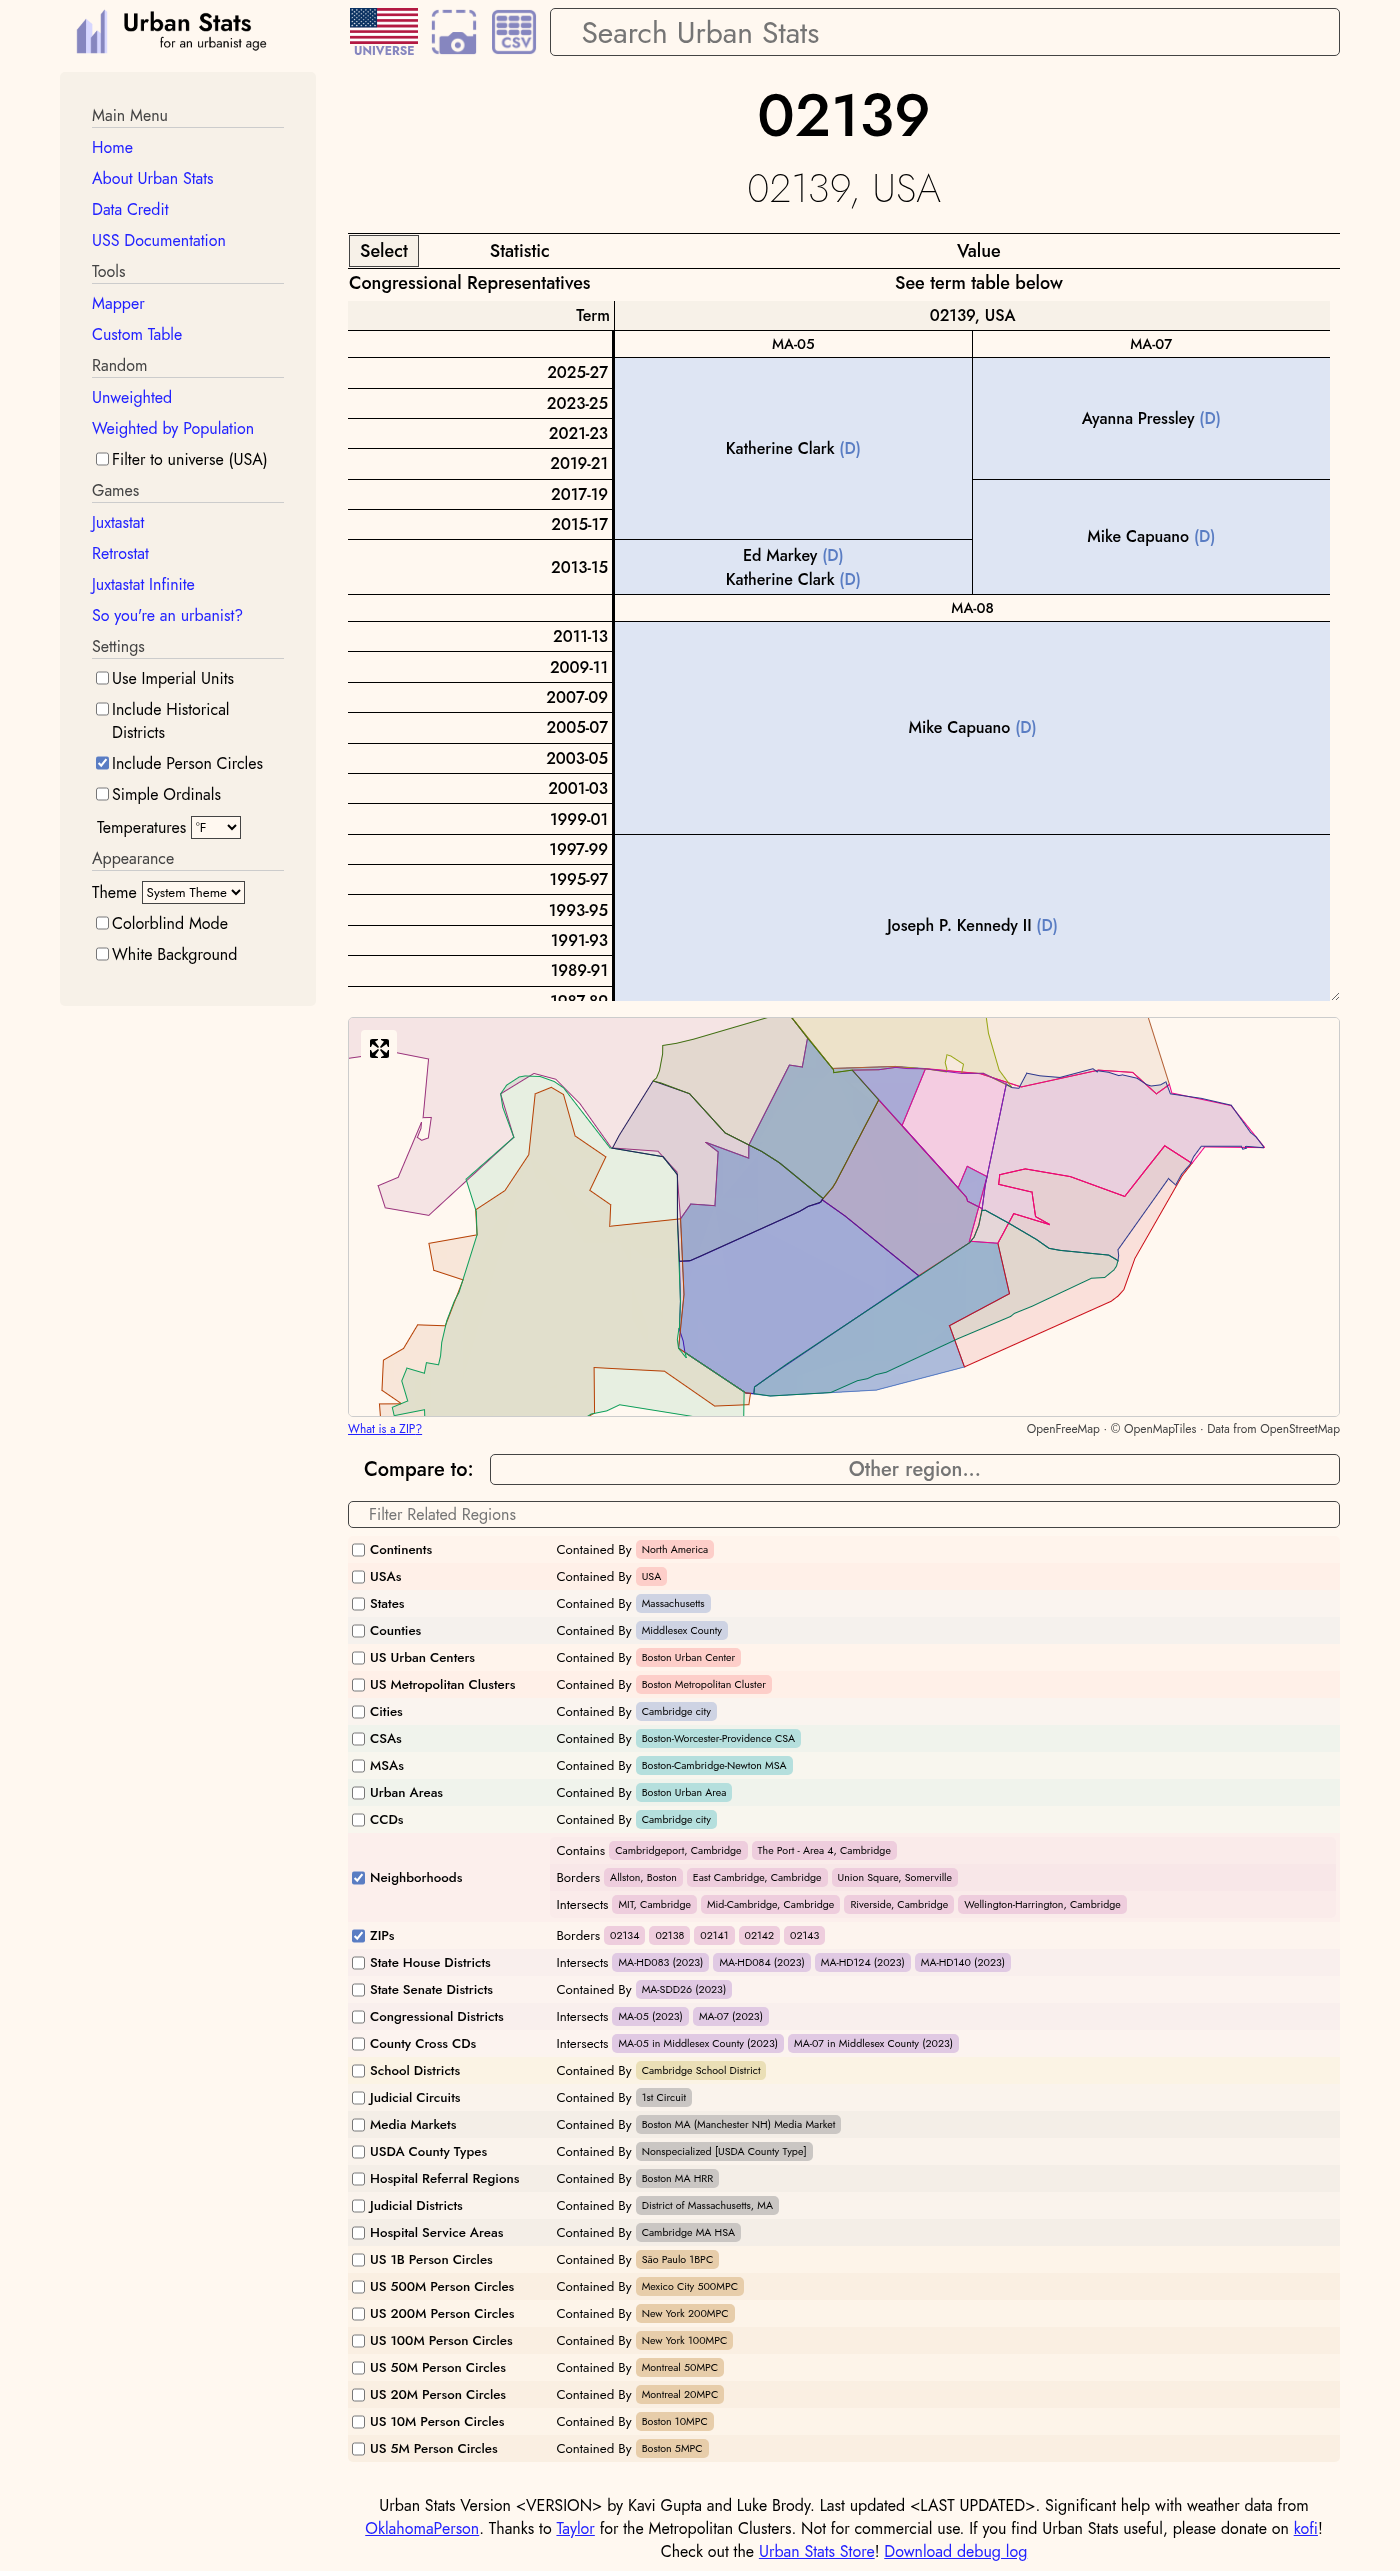 Urban Stats
for an urbanist age
UNIVERSE
CSV
Search Urban Stats
Main Menu
Home
About Urban Stats
Data Credit
USS Documentation
Tools
Mapper
Custom Table
Random
Unweighted
Weighted by Population
Filter to universe (USA)
Games
Juxtastat
Retrostat
Juxtastat Infinite
So you're an urbanist?
Settings
Use Imperial Units
Include Historical
Districts
Include Person Circles
Simple Ordinals
Temperatures °F
Appearance
Theme System Theme
Colorblind Mode
White Background
02139
02139, USA
Select Statistic Value
Congressional Representatives See term table below
Term 02139, USA
MA-05 MA-07
2025-27
2023-25
Ayanna Pressley (D)
2021-23
Katherine Clark (D)
2019-21
2017-19
2015-17
Mike Capuano (D)
2013-15
Ed Markey (D)
Katherine Clark (D)
MA-08
2011-13
2009-11
2007-09
2005-07
Mike Capuano (D)
2003-05
2001-03
1999-01
1997-99
1995-97
1993-95
Joseph P. Kennedy II (D)
1991-93
1989-91
1987-89
What is a ZIP?
OpenFreeMap · © OpenMapTiles · Data from OpenStreetMap
Compare to: Other region...
Filter Related Regions
Continents Contained By North America
USAs Contained By USA
States Contained By Massachusetts
Counties Contained By Middlesex County
US Urban Centers Contained By Boston Urban Center
US Metropolitan Clusters Contained By Boston Metropolitan Cluster
Cities Contained By Cambridge city
CSAs Contained By Boston-Worcester-Providence CSA
MSAs Contained By Boston-Cambridge-Newton MSA
Urban Areas Contained By Boston Urban Area
CCDs Contained By Cambridge city
Neighborhoods
Contains Cambridgeport, Cambridge The Port - Area 4, Cambridge
Borders Allston, Boston East Cambridge, Cambridge Union Square, Somerville
Intersects MIT, Cambridge Mid-Cambridge, Cambridge Riverside, Cambridge Wellington-Harrington, Cambridge
ZIPs Borders 02134 02138 02141 02142 02143
State House Districts Intersects MA-HD083 (2023) MA-HD084 (2023) MA-HD124 (2023) MA-HD140 (2023)
State Senate Districts Contained By MA-SDD26 (2023)
Congressional Districts Intersects MA-05 (2023) MA-07 (2023)
County Cross CDs Intersects MA-05 in Middlesex County (2023) MA-07 in Middlesex County (2023)
School Districts Contained By Cambridge School District
Judicial Circuits Contained By 1st Circuit
Media Markets Contained By Boston MA (Manchester NH) Media Market
USDA County Types Contained By Nonspecialized [USDA County Type]
Hospital Referral Regions Contained By Boston MA HRR
Judicial Districts Contained By District of Massachusetts, MA
Hospital Service Areas Contained By Cambridge MA HSA
US 1B Person Circles Contained By São Paulo 1BPC
US 500M Person Circles Contained By Mexico City 500MPC
US 200M Person Circles Contained By New York 200MPC
US 100M Person Circles Contained By New York 100MPC
US 50M Person Circles Contained By Montreal 50MPC
US 20M Person Circles Contained By Montreal 20MPC
US 10M Person Circles Contained By Boston 10MPC
US 5M Person Circles Contained By Boston 5MPC
Urban Stats Version <VERSION> by Kavi Gupta and Luke Brody. Last updated <LAST UPDATED>. Significant help with weather data from
OklahomaPerson. Thanks to Taylor for the Metropolitan Clusters. Not for commercial use. If you find Urban Stats useful, please donate on kofi!
Check out the Urban Stats Store! Download debug log